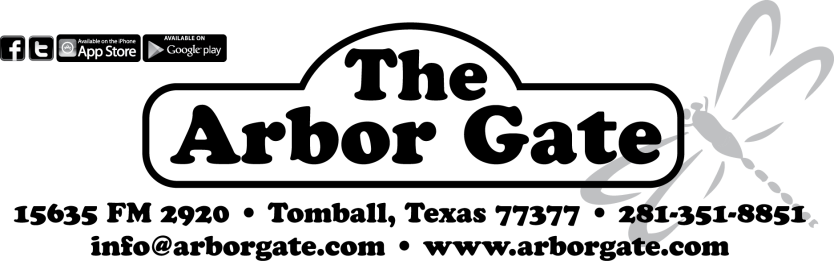 f t Available on the iPhone App Store AVAILABLE ON Google play
The
Arbor Gate
15635 FM 2920 • Tomball, Texas 77377 • 281-351-8851
info@arborgate.com • www.arborgate.com